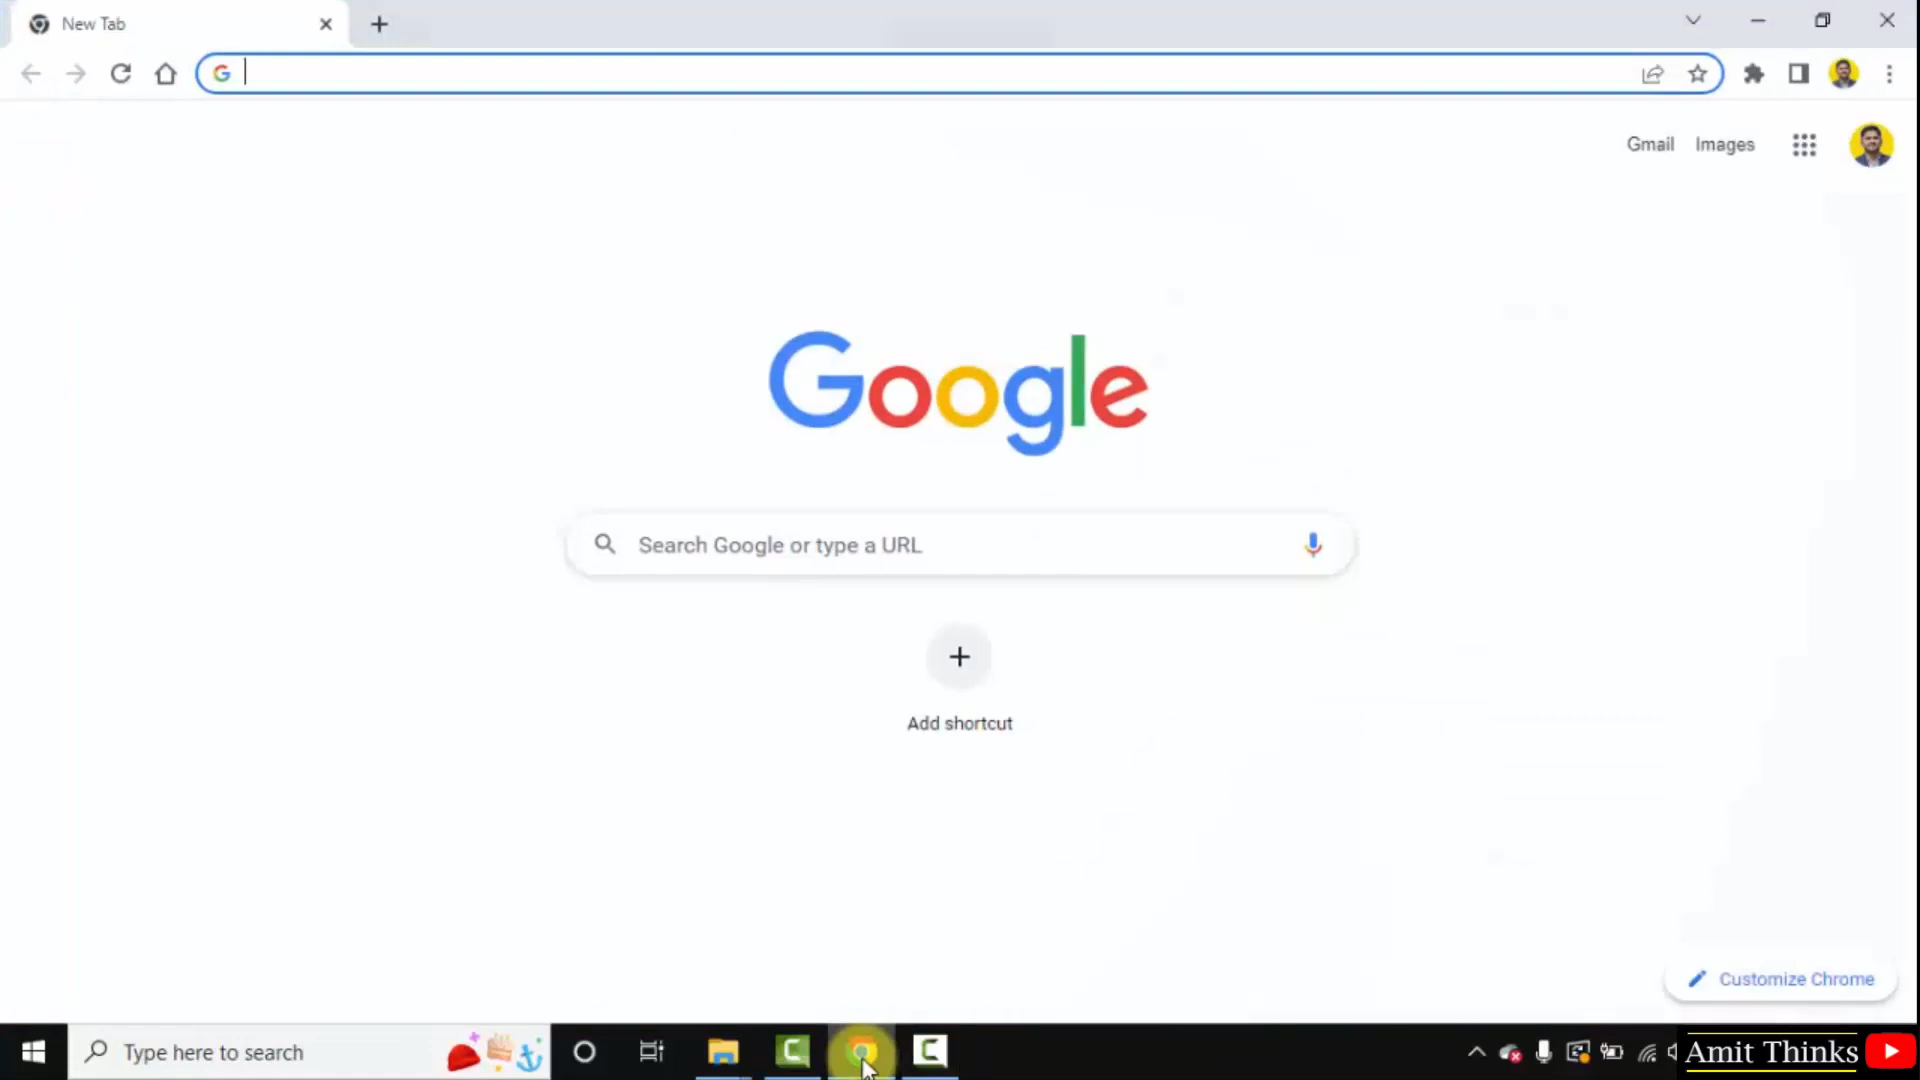 New Tab
Gmail Images
Google
Search Google or type a URL
Add shortcut
Customize Chrome
Type here to search
Amit Thinks